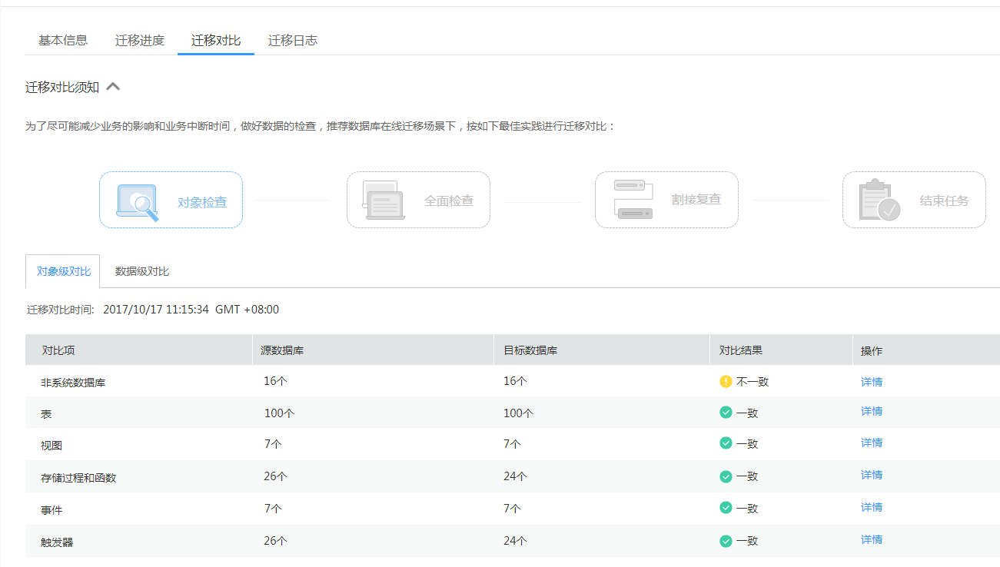 基本信息 迁移进度 迁移对比 迁移日志
迁移对比须知
为了尽可能减少业务的影响和业务中断时间，做好数据的检查，推荐数据库在线迁移场景下，按如下最佳实践进行迁移对比：
对象检查 全面检查 割接复查 结束任务
对象级对比 数据级对比
迁移对比时间: 2017/10/17 11:15:34 GMT +08:00
对比项 源数据库 目标数据库 对比结果 操作
非系统数据库 16个 16个 不一致 详情
表 100个 100个 一致 详情
视图 7个 7个 一致 详情
存储过程和函数 26个 24个 一致 详情
事件 7个 7个 一致 详情
触发器 26个 24个 一致 详情